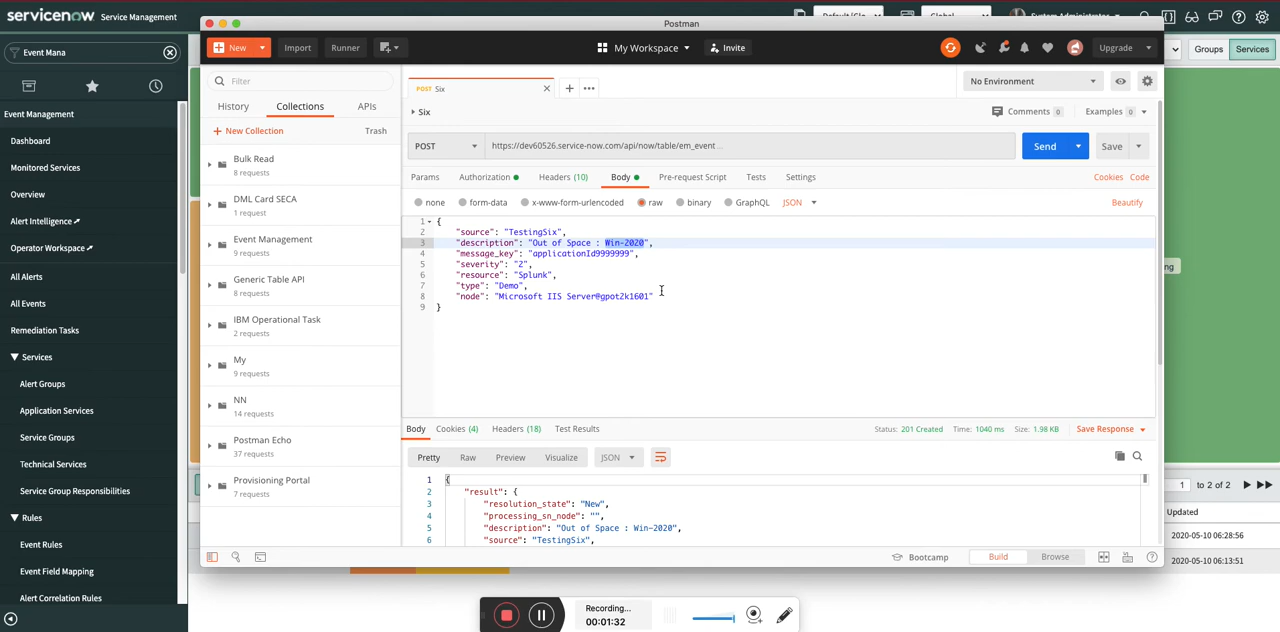 servicenow Service Management
Default (Glo
Global
System Administrator
Event Mana
Event Management
Dashboard
Monitored Services
Overview
Alert Intelligence ↗
Operator Workspace ↗
All Alerts
All Events
Remediation Tasks
▼ Services
Alert Groups
Application Services
Service Groups
Technical Services
Service Group Responsibilities
▼ Rules
Event Rules
Event Field Mapping
Alert Correlation Rules
Postman
New
Import
Runner
My Workspace
Invite
Upgrade
Groups
Services
Filter
History
Collections
APIs
+ New Collection
Trash
Bulk Read
8 requests
DML Card SECA
1 request
Event Management
9 requests
Generic Table API
8 requests
IBM Operational Task
2 requests
My
9 requests
NN
14 requests
Postman Echo
37 requests
Provisioning Portal
7 requests
POST Six
No Environment
Six
Comments 0
Examples 0
POST
https://dev60526.service-now.com/api/now/table/em_event ...
Send
Save
Params
Authorization
Headers (10)
Body
Pre-request Script
Tests
Settings
Cookies
Code
none
form-data
x-www-form-urlencoded
raw
binary
GraphQL
JSON
Beautify
1 {
2 "source": "TestingSix",
3 "description": "Out of Space : Win-2020",
4 "message_key": "applicationId9999999",
5 "severity": "2",
6 "resource": "Splunk",
7 "type": "Demo",
8 "node": "Microsoft IIS Server@gpot2k1601"
9 }
Body
Cookies (4)
Headers (18)
Test Results
Status: 201 Created
Time: 1040 ms
Size: 1.98 KB
Save Response
Pretty
Raw
Preview
Visualize
JSON
1 {
2 "result": {
3 "resolution_state": "New",
4 "processing_sn_node": "",
5 "description": "Out of Space : Win-2020",
6 "source": "TestingSix",
Bootcamp
Build
Browse
ng
1 to 2 of 2
Updated
2020-05-10 06:28:56
2020-05-10 06:13:51
Recording...
00:01:32